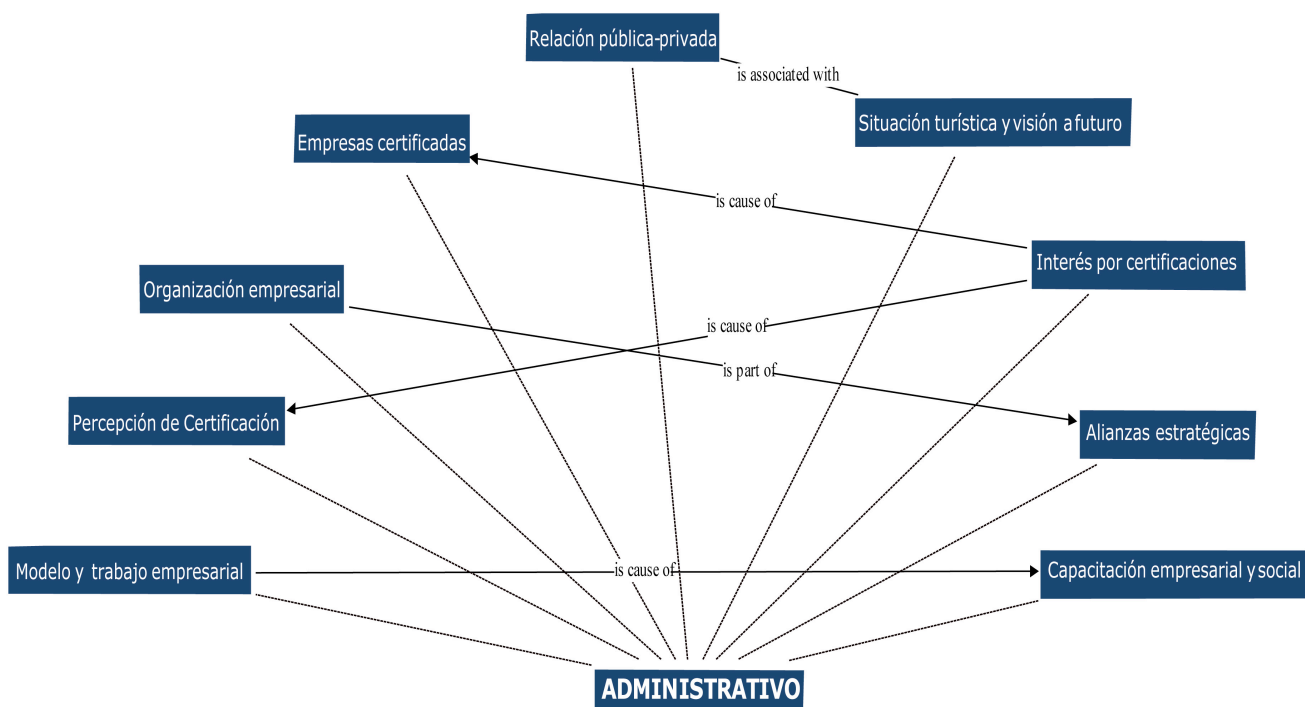 Relación pública-privada
is associated with
Situación turística y visión a futuro
Empresas certificadas
is cause of
Interés por certificaciones
Organización empresarial
is cause of
is part of
Percepción de Certificación
Alianzas estratégicas
Modelo y trabajo empresarial
is cause of
Capacitación empresarial y social
ADMINISTRATIVO